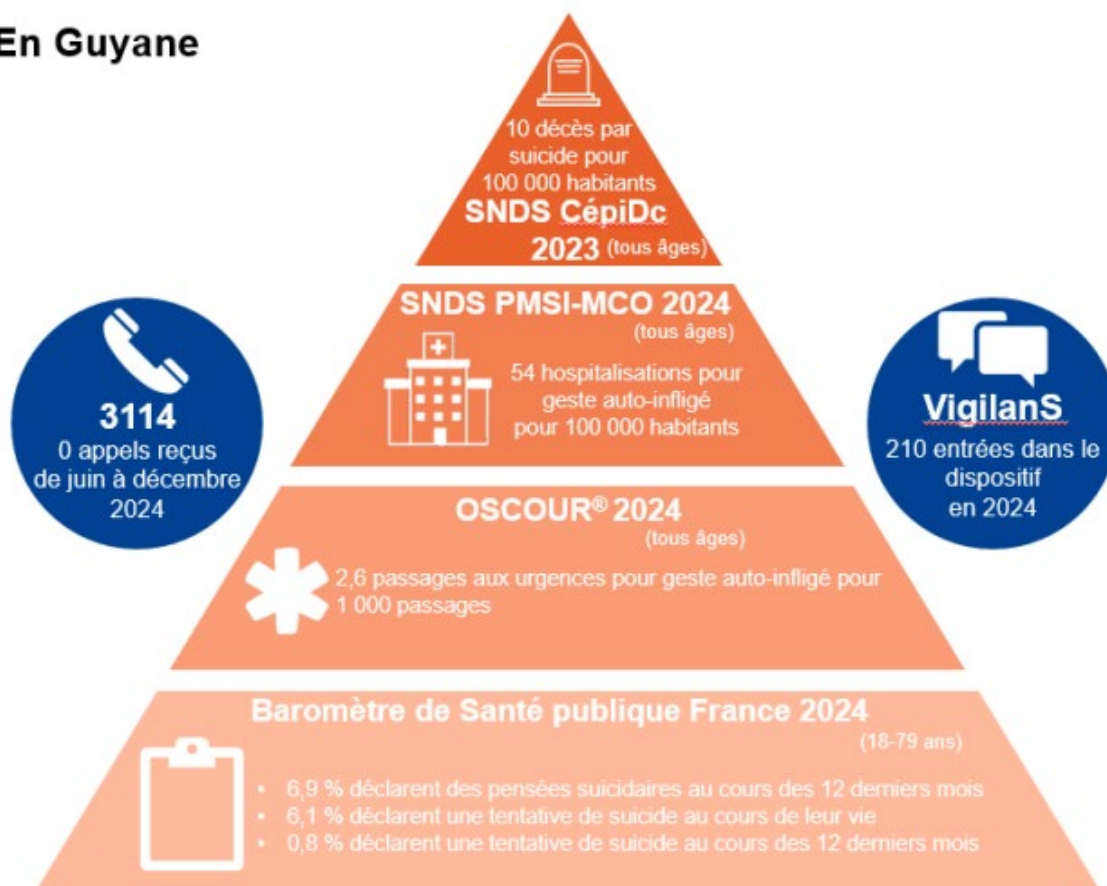 En Guyane
10 décès par
suicide pour
100 000 habitants
SNDS CépiDc
2023 (tous âges)
SNDS PMSI-MCO 2024
(tous âges)
54 hospitalisations pour
geste auto-infligé
pour 100 000 habitants
3114
0 appels reçus
de juin à décembre
2024
VigilanS
210 entrées dans le
dispositif
en 2024
OSCOUR® 2024
(tous âges)
2,6 passages aux urgences pour geste auto-infligé pour
1 000 passages
Baromètre de Santé publique France 2024
(18-79 ans)
• 6,9 % déclarent des pensées suicidaires au cours des 12 derniers mois
• 6,1 % déclarent une tentative de suicide au cours de leur vie
• 0,8 % déclarent une tentative de suicide au cours des 12 derniers mois